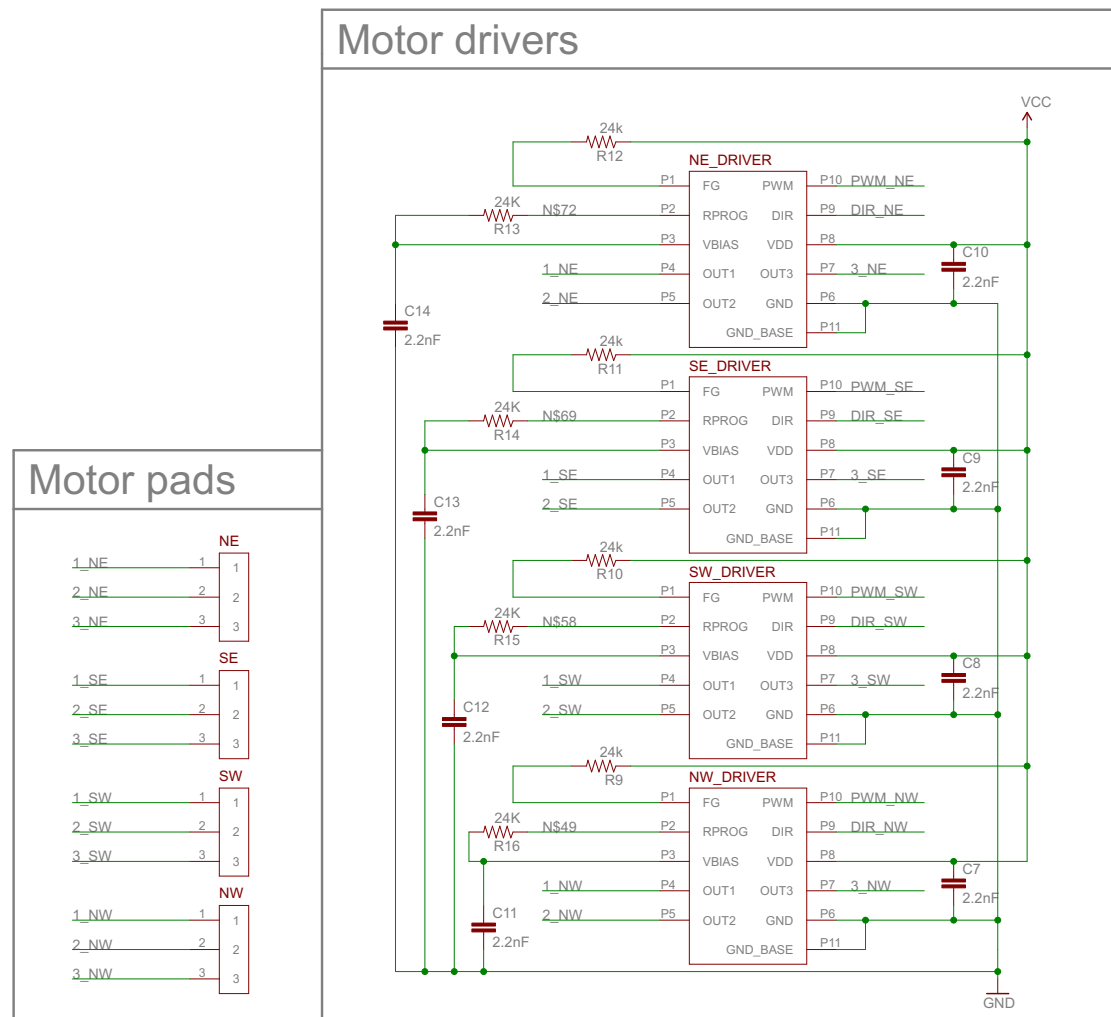 Motor drivers
VCC
24k
R12
NE_DRIVER
P1 FG PWM P10 PWM_NE
24K
R13
N$72 P2 RPROG DIR P9 DIR_NE
P3 VBIAS VDD P8
C10
2.2nF
1_NE P4 OUT1 OUT3 P7 3_NE
2_NE P5 OUT2 GND P6
GND_BASE P11
C14
2.2nF
24k
R11
SE_DRIVER
P1 FG PWM P10 PWM_SE
24K
R14
N$69 P2 RPROG DIR P9 DIR_SE
P3 VBIAS VDD P8
C9
2.2nF
1_SE P4 OUT1 OUT3 P7 3_SE
2_SE P5 OUT2 GND P6
GND_BASE P11
C13
2.2nF
24k
R10
SW_DRIVER
P1 FG PWM P10 PWM_SW
24K
R15
N$58 P2 RPROG DIR P9 DIR_SW
P3 VBIAS VDD P8
C8
2.2nF
1_SW P4 OUT1 OUT3 P7 3_SW
2_SW P5 OUT2 GND P6
GND_BASE P11
C12
2.2nF
24k
R9
NW_DRIVER
P1 FG PWM P10 PWM_NW
24K
R16
N$49 P2 RPROG DIR P9 DIR_NW
P3 VBIAS VDD P8
C7
2.2nF
1_NW P4 OUT1 OUT3 P7 3_NW
2_NW P5 OUT2 GND P6
GND_BASE P11
C11
2.2nF
GND
Motor pads
NE
1_NE 1 1
2_NE 2 2
3_NE 3 3
SE
1_SE 1 1
2_SE 2 2
3_SE 3 3
SW
1_SW 1 1
2_SW 2 2
3_SW 3 3
NW
1_NW 1 1
2_NW 2 2
3_NW 3 3